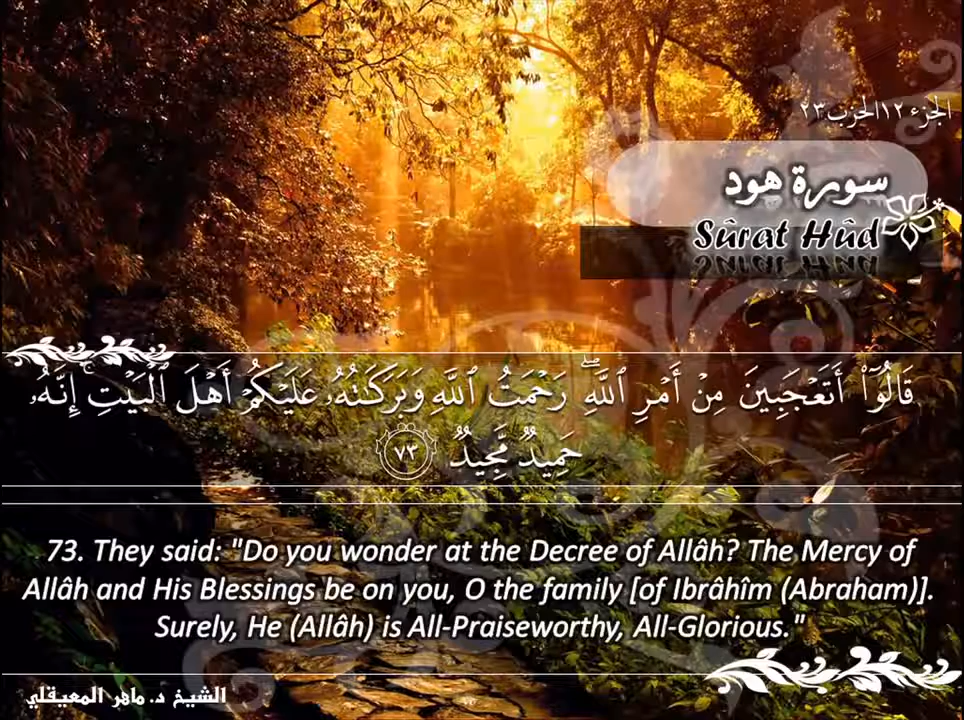 الجزء ١٢ الحزب ٢٣
سورة هود
Sûrat Hûd
قَالُوٓا۟ أَتَعْجَبِينَ مِنْ أَمْرِ ٱللَّهِ ۖ رَحْمَتُ ٱللَّهِ وَبَرَكَـٰتُهُۥ عَلَيْكُمْ أَهْلَ ٱلْبَيْتِ ۚ إِنَّهُۥ
حَمِيدٌ مَّجِيدٌ ٧٣
73. They said: "Do you wonder at the Decree of Allâh? The Mercy of
Allâh and His Blessings be on you, O the family [of Ibrâhîm (Abraham)].
Surely, He (Allâh) is All-Praiseworthy, All-Glorious."
الشيخ د. ماهر المعيقلي